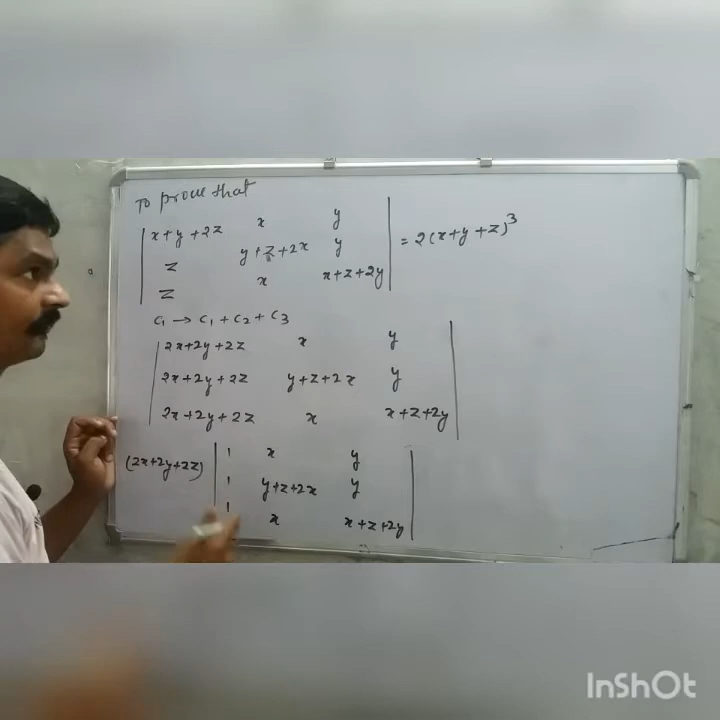 To prove that
| x+y+2z x y |
| z y+z+2x y | = 2(x+y+z)³
| z x x+z+2y |
C₁ → C₁ + C₂ + C₃
| 2x+2y+2z x y |
| 2x+2y+2z y+z+2x y |
| 2x+2y+2z x x+z+2y |
(2x+2y+2z) | 1 x y |
| 1 y+z+2x y |
| 1 x x+z+2y |
InShOt